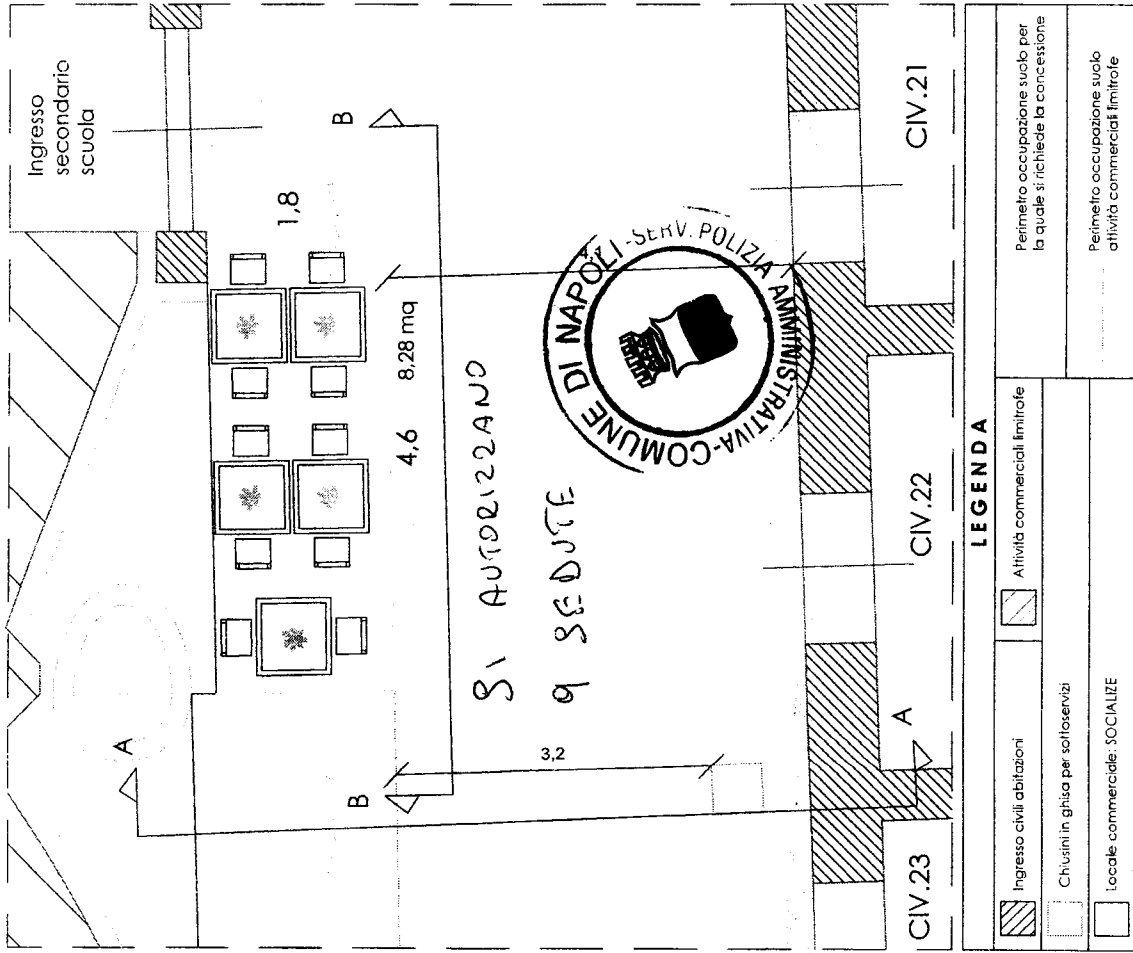 Ingresso
secondario
scuola
B
1,8
4,6
8,28 mq
4,4
A
B
3,2
A
SI AUTORIZZANO
9 SEDUTE
COMUNE DI NAPOLI - SERV. POLIZIA AMMINISTRATIVA -
CIV.23
CIV.22
CIV.21
LEGENDA
Ingresso civili abitazioni
Attività commerciali limitrofe
Perimetro occupazione suolo per
la quale si richiede la concessione
Chiusini in ghisa per sottoservizi
Locale commerciale: SOCIALIZE
Perimetro occupazione suolo
attività commerciali limitrofe